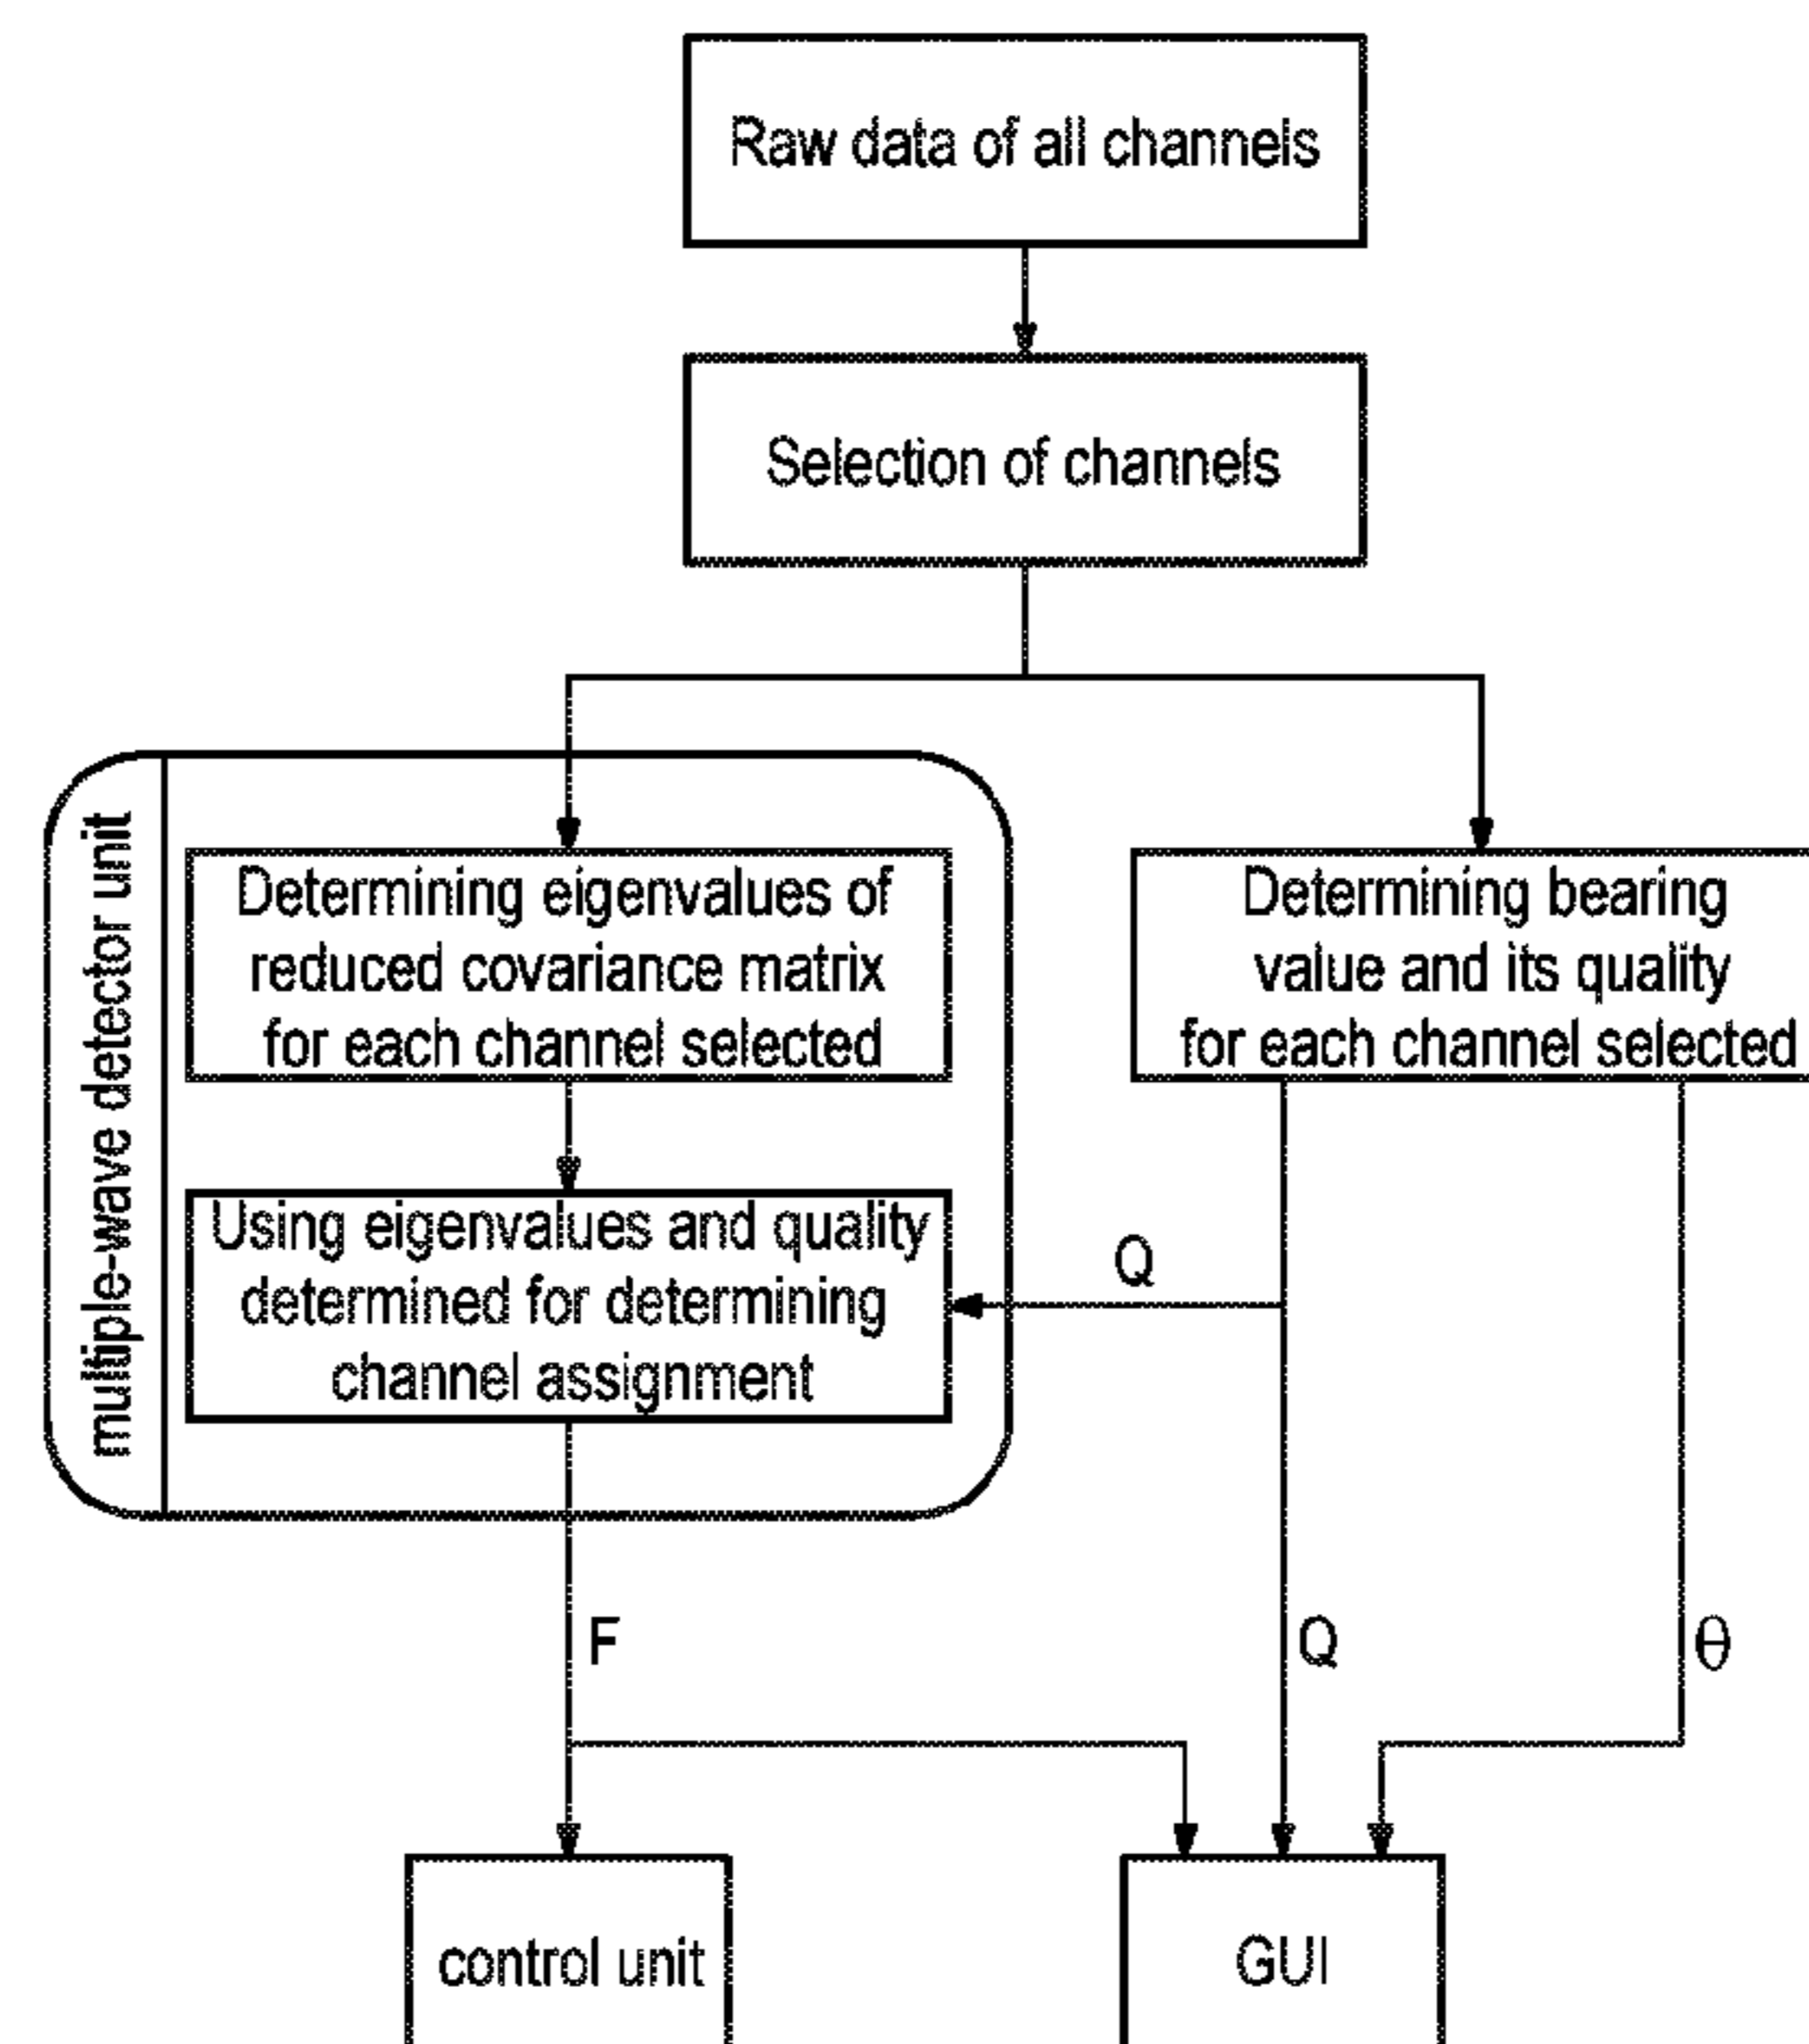 Raw data of all channels
Selection of channels
multiple-wave detector unit
Determining eigenvalues of
reduced covariance matrix
for each channel selected
Determining bearing
value and its quality
for each channel selected
Using eigenvalues and quality
determined for determining
channel assignment
Q
F
Q
θ
control unit
GUI